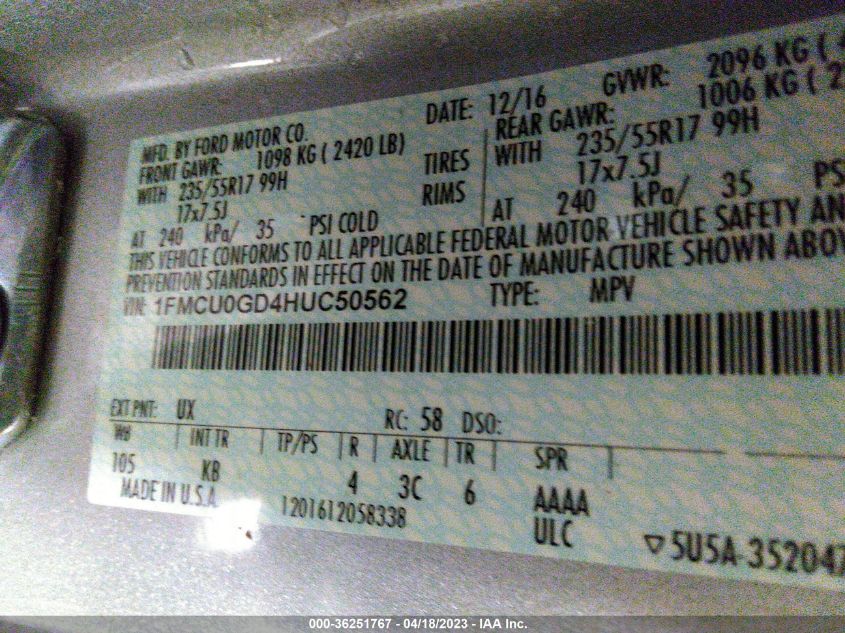 MFD. BY FORD MOTOR CO. DATE: 12/16 GVWR: 2096 KG (
FRONT GAWR: 1098 KG ( 2420 LB) REAR GAWR: 1006 KG ( 2
WITH 235/55R17 99H TIRES WITH 235/55R17 99H
17x7.5J RIMS 17x7.5J
AT 240 kPa/ 35 PSI COLD AT 240 kPa/ 35 PS
THIS VEHICLE CONFORMS TO ALL APPLICABLE FEDERAL MOTOR VEHICLE SAFETY AN
PREVENTION STANDARDS IN EFFECT ON THE DATE OF MANUFACTURE SHOWN ABOV
VIN: 1FMCU0GD4HUC50562 TYPE: MPV
EXT PNT: UX RC: 58 DSO:
WB INT TR TP/PS R AXLE TR SPR
105 KB 4 3C 6 AAAA
MADE IN U.S.A. 1201612058338 ULC
5U5A-352047
000-36251767 - 04/18/2023 - IAA Inc.